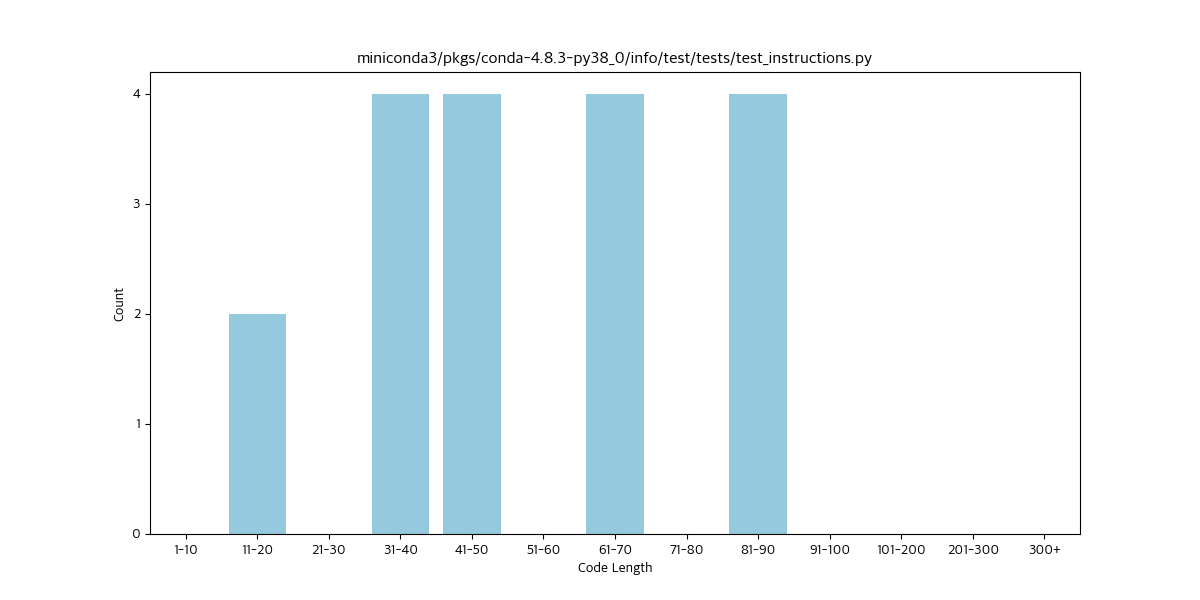 miniconda3/pkgs/conda-4.8.3-py38_0/info/test/tests/test_instructions.py
4
3
2
1
0
Count
1-10 11-20 21-30 31-40 41-50 51-60 61-70 71-80 81-90 91-100 101-200 201-300 300+
Code Length